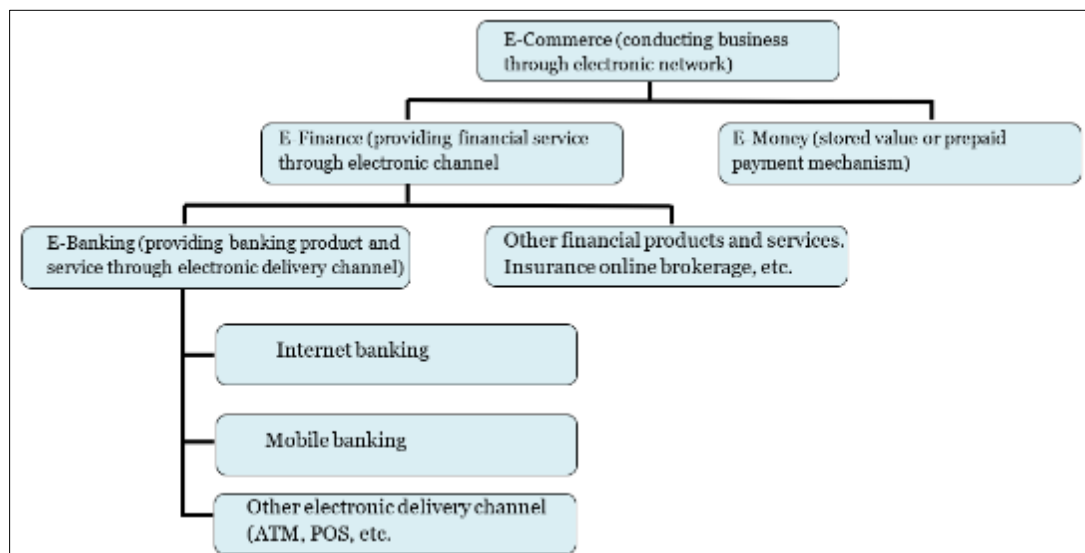 E-Commerce (conducting business
through electronic network)
E-Finance (providing financial service
through electronic channel
E-Money (stored value or prepaid
payment mechanism)
E-Banking (providing banking product and
service through electronic delivery channel)
Other financial products and services.
Insurance online brokerage, etc.
Internet banking
Mobile banking
Other electronic delivery channel
(ATM, POS, etc.